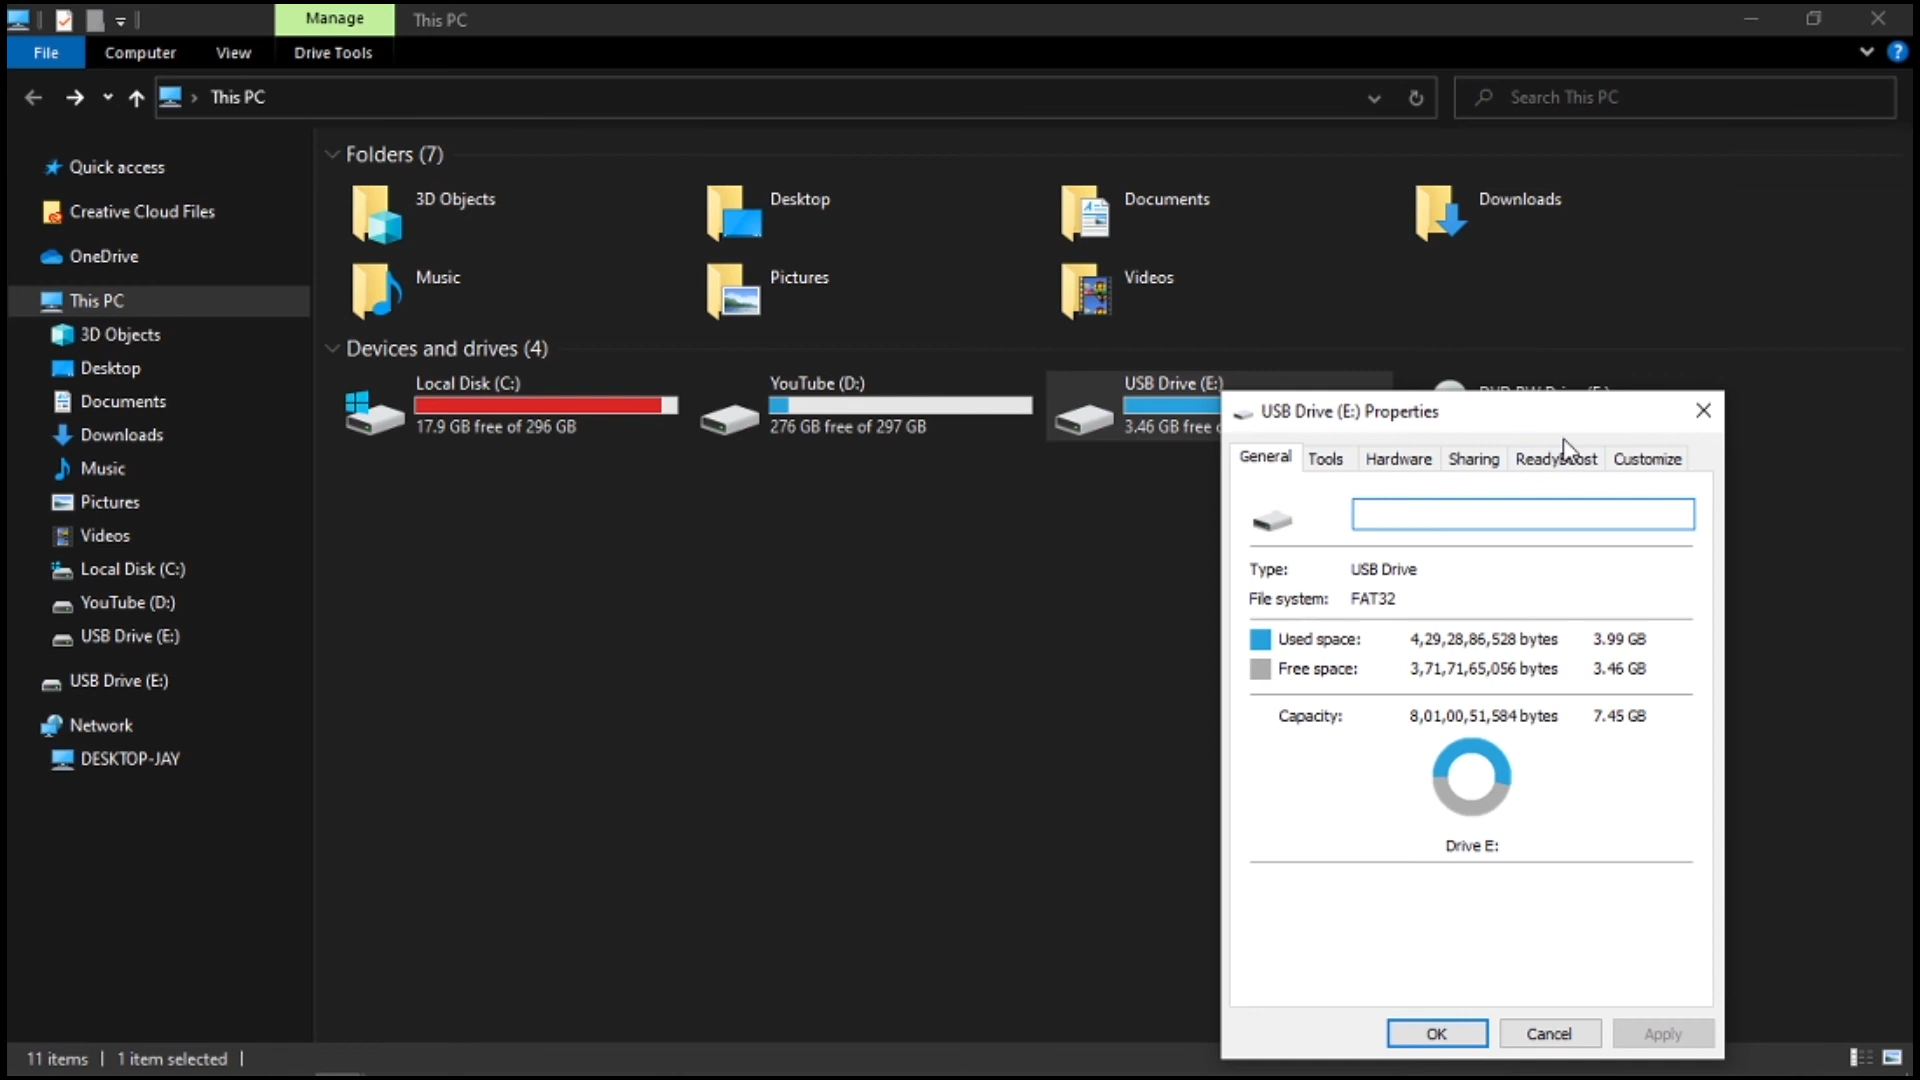 Manage
This PC
File
Computer
View
Drive Tools
This PC
Search This PC
Quick access
Creative Cloud Files
OneDrive
This PC
3D Objects
Desktop
Documents
Downloads
Music
Pictures
Videos
Local Disk (C:)
YouTube (D:)
USB Drive (E:)
USB Drive (E:)
Network
DESKTOP-JAY
Folders (7)
3D Objects
Desktop
Documents
Downloads
Music
Pictures
Videos
Devices and drives (4)
Local Disk (C:)
17.9 GB free of 296 GB
YouTube (D:)
276 GB free of 297 GB
USB Drive (E:)
3.46 GB free
USB Drive (E:) Properties
General
Tools
Hardware
Sharing
ReadyBoost
Customize
Type: USB Drive
File system: FAT32
Used space: 4,29,28,86,528 bytes 3.99 GB
Free space: 3,71,71,65,056 bytes 3.46 GB
Capacity: 8,01,00,51,584 bytes 7.45 GB
Drive E:
OK
Cancel
Apply
11 items
1 item selected